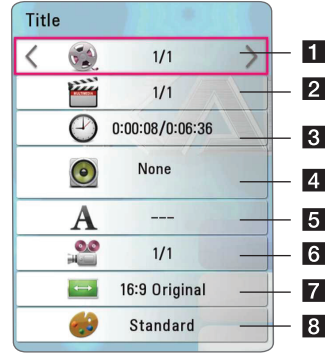 Title
1/1 1
1/1 2
0:00:08/0:06:36 3
None 4
A --- 5
1/1 6
16:9 Original 7
Standard 8